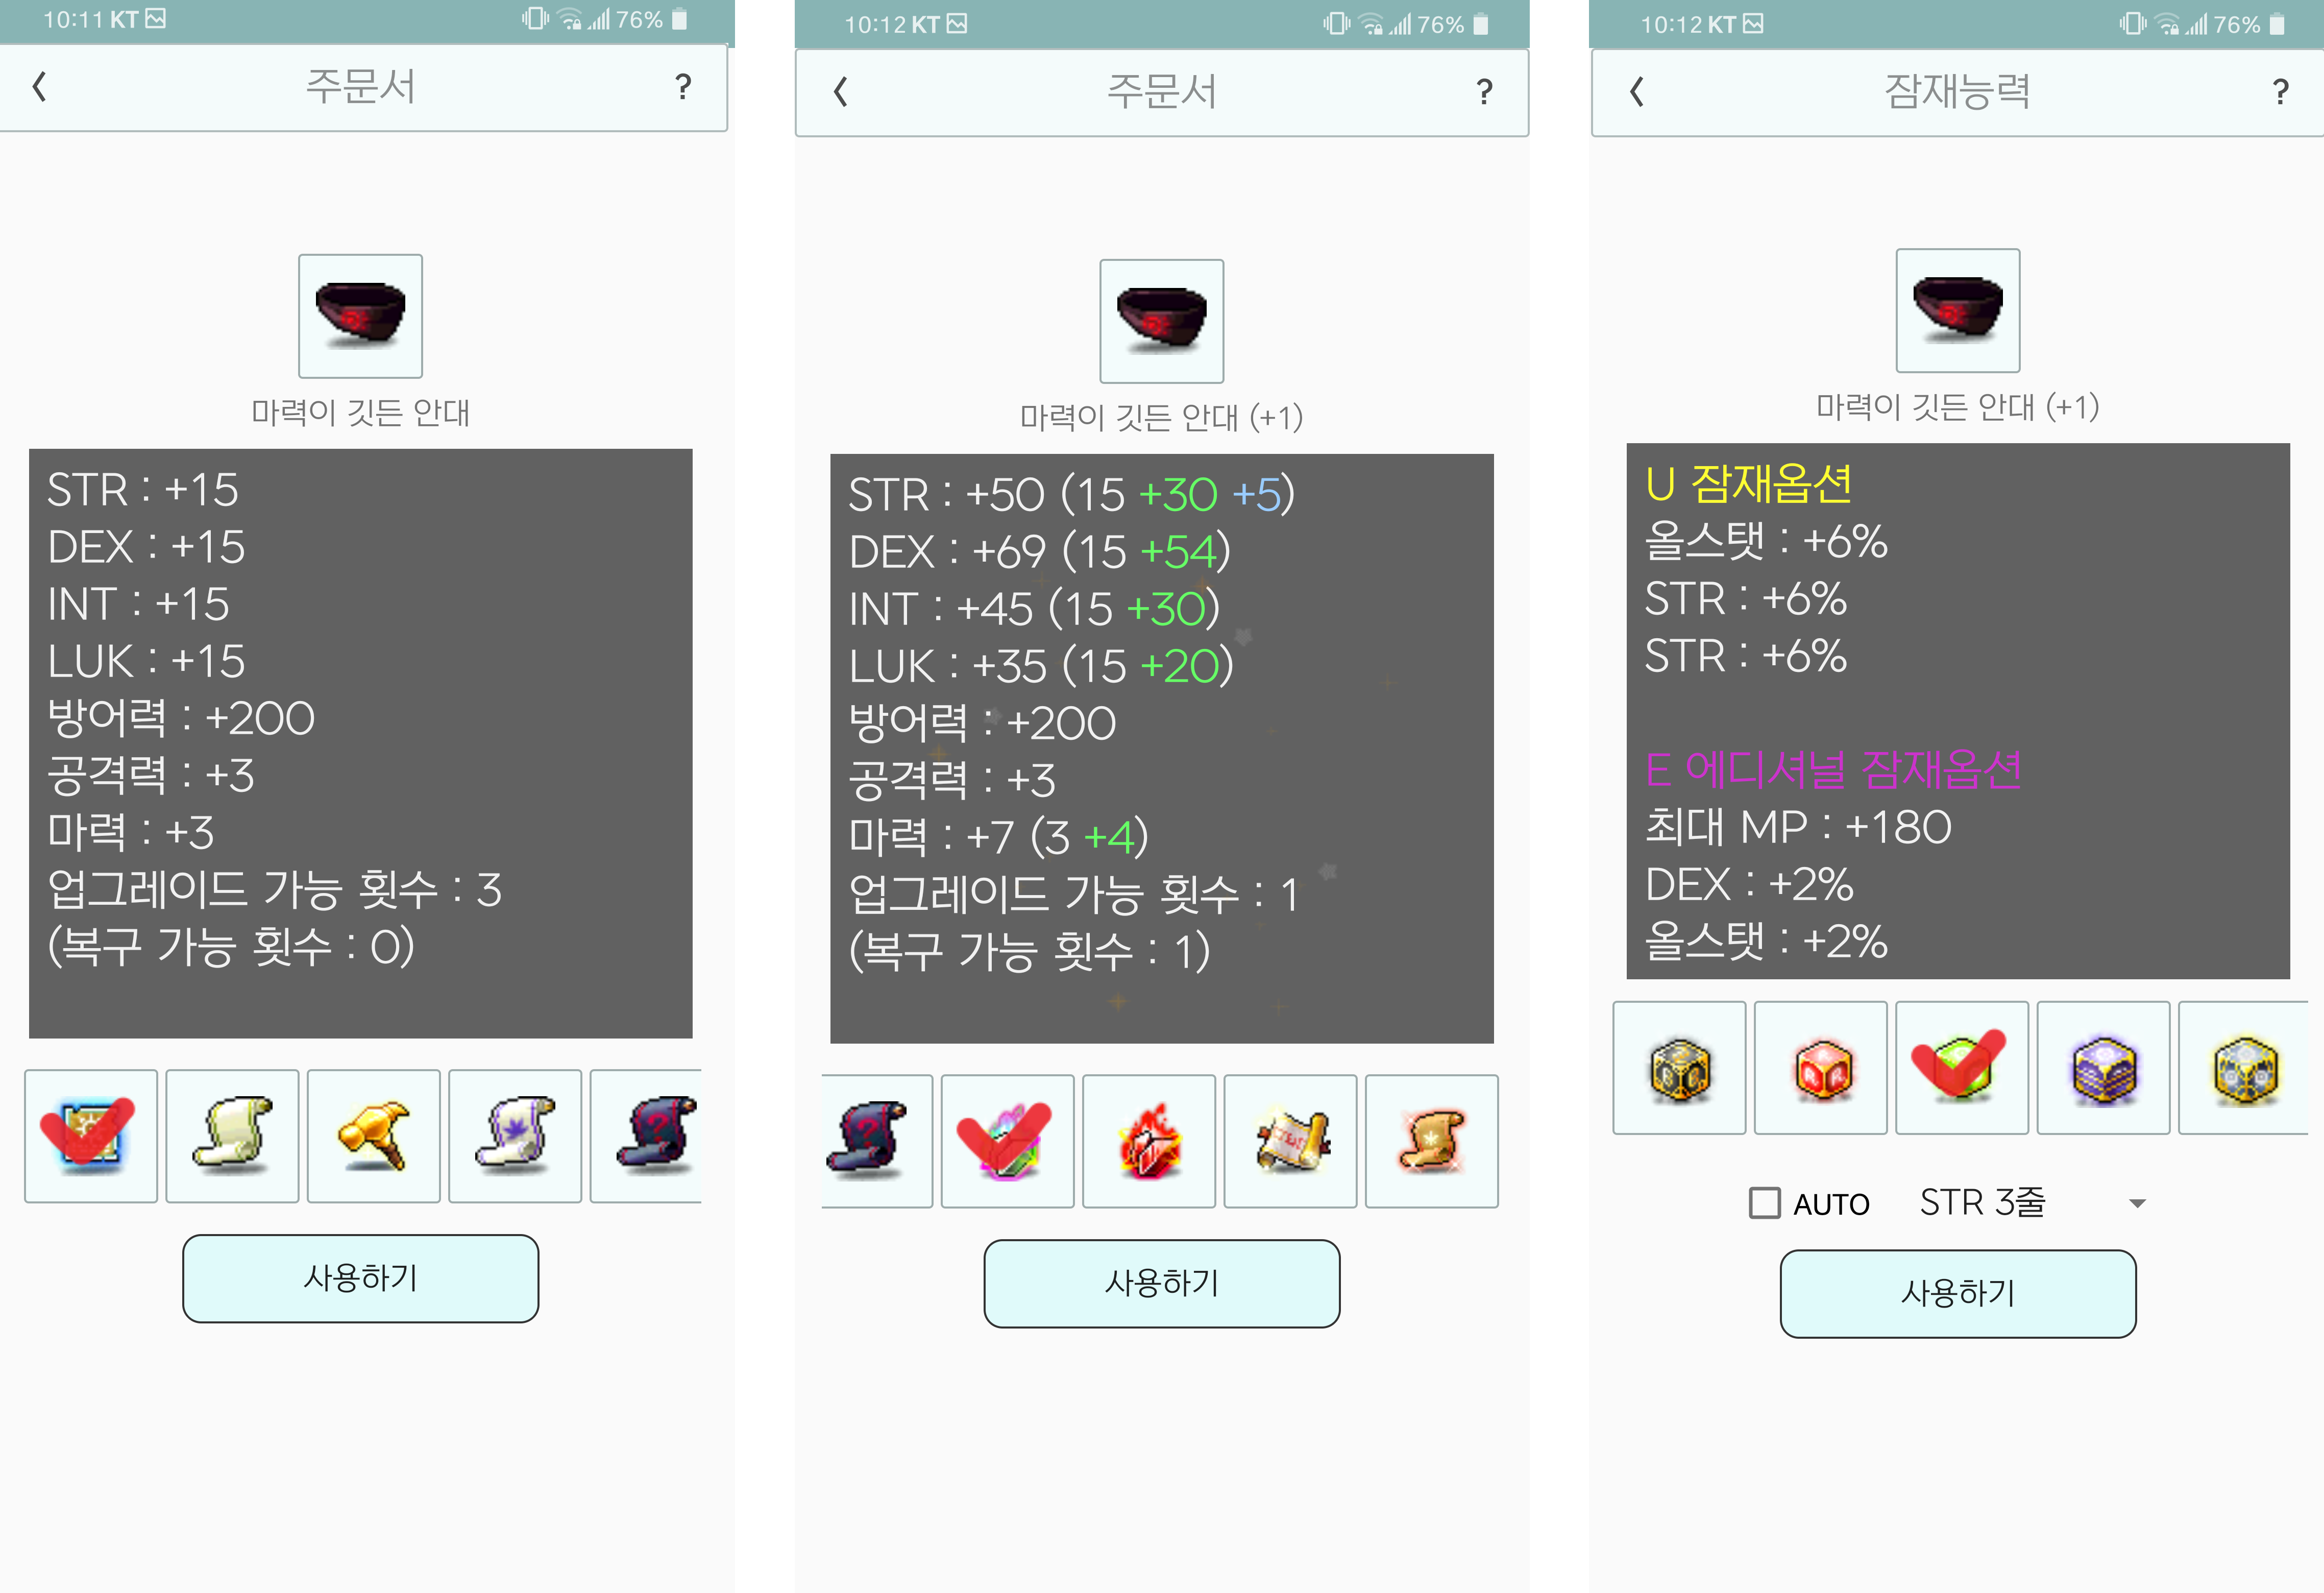 10:11 KT 76%
주문서 ?
마력이 깃든 안대
STR : +15
DEX : +15
INT : +15
LUK : +15
방어력 : +200
공격력 : +3
마력 : +3
업그레이드 가능 횟수 : 3
(복구 가능 횟수 : 0)
사용하기
10:12 KT 76%
주문서 ?
마력이 깃든 안대 (+1)
STR : +50 (15 +30 +5)
DEX : +69 (15 +54)
INT : +45 (15 +30)
LUK : +35 (15 +20)
방어력 : +200
공격력 : +3
마력 : +7 (3 +4)
업그레이드 가능 횟수 : 1
(복구 가능 횟수 : 1)
사용하기
10:12 KT 76%
잠재능력 ?
마력이 깃든 안대 (+1)
U 잠재옵션
올스탯 : +6%
STR : +6%
STR : +6%
E 에디셔널 잠재옵션
최대 MP : +180
DEX : +2%
올스탯 : +2%
AUTO STR 3줄
사용하기